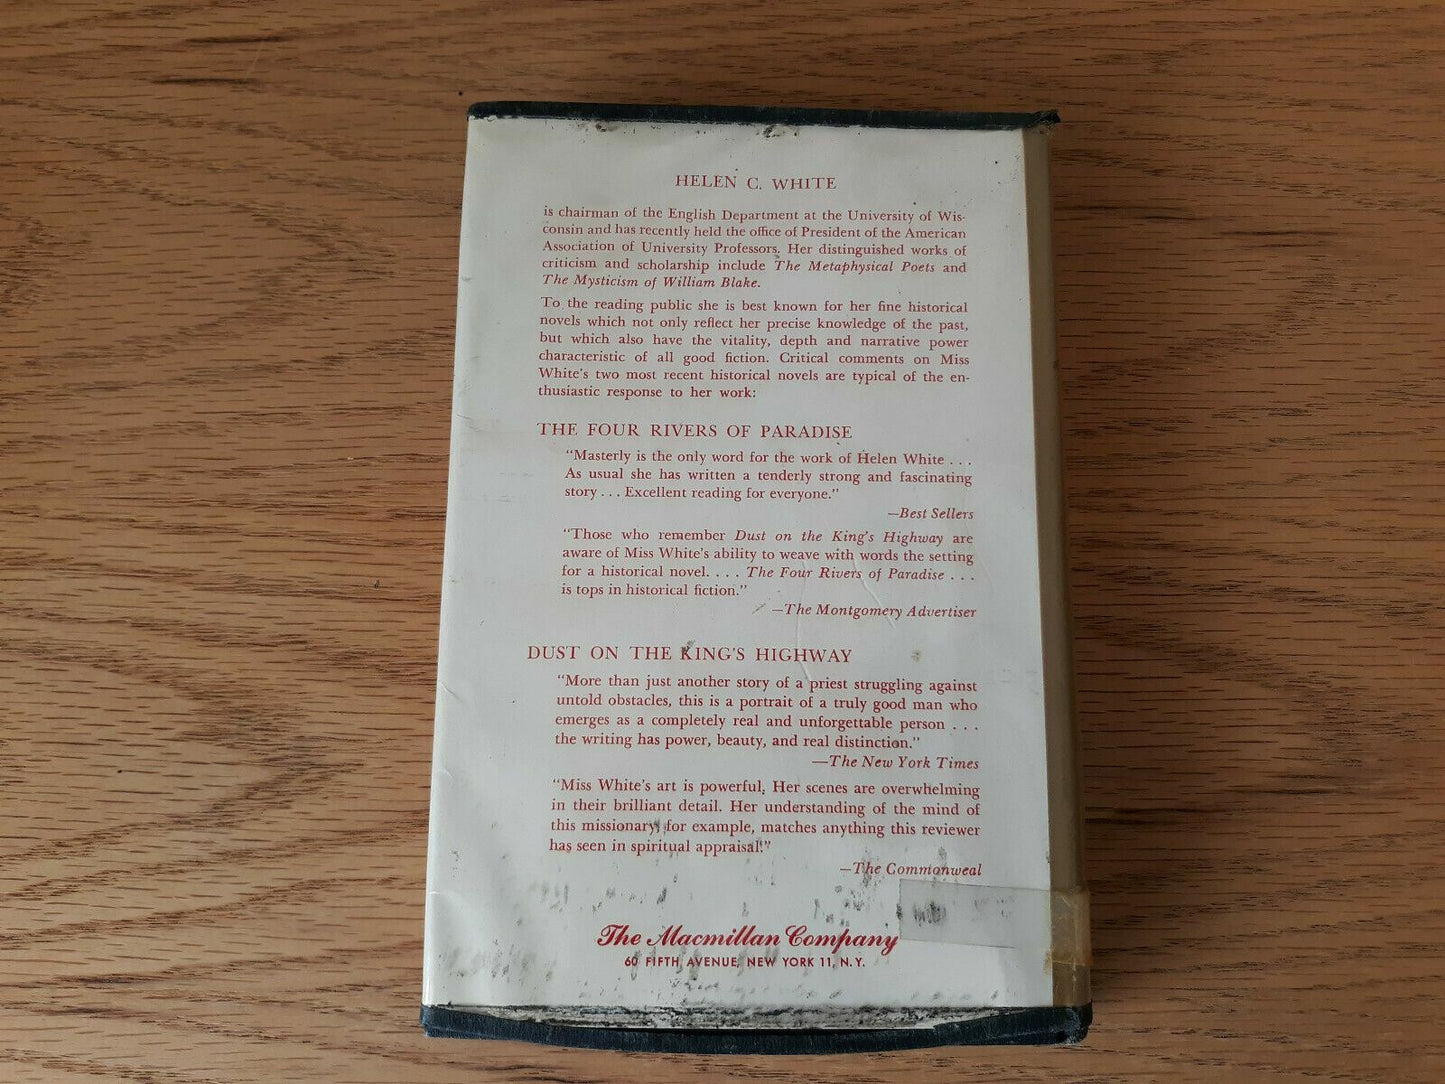 HELEN C. WHITE
is chairman of the English Department at the University of Wis-
consin and has recently held the office of President of the American
Association of University Professors. Her distinguished works of
criticism and scholarship include The Metaphysical Poets and
The Mysticism of William Blake.
To the reading public she is best known for her fine historical
novels which not only reflect her precise knowledge of the past,
but which also have the vitality, depth and narrative power
characteristic of all good fiction. Critical comments on Miss
White's two most recent historical novels are typical of the en-
thusiastic response to her work:
THE FOUR RIVERS OF PARADISE
"Masterly is the only word for the work of Helen White . . .
As usual she has written a tenderly strong and fascinating
story . . . Excellent reading for everyone."
—Best Sellers
"Those who remember Dust on the King's Highway are
aware of Miss White's ability to weave with words the setting
for a historical novel. . . . The Four Rivers of Paradise . . .
is tops in historical fiction."
—The Montgomery Advertiser
DUST ON THE KING'S HIGHWAY
"More than just another story of a priest struggling against
untold obstacles, this is a portrait of a truly good man who
emerges as a completely real and unforgettable person . . .
the writing has power, beauty, and real distinction."
—The New York Times
"Miss White's art is powerful. Her scenes are overwhelming
in their brilliant detail. Her understanding of the mind of
this missionary, for example, matches anything this reviewer
has seen in spiritual appraisal."
—The Commonweal
The Macmillan Company
60 FIFTH AVENUE, NEW YORK 11, N.Y.